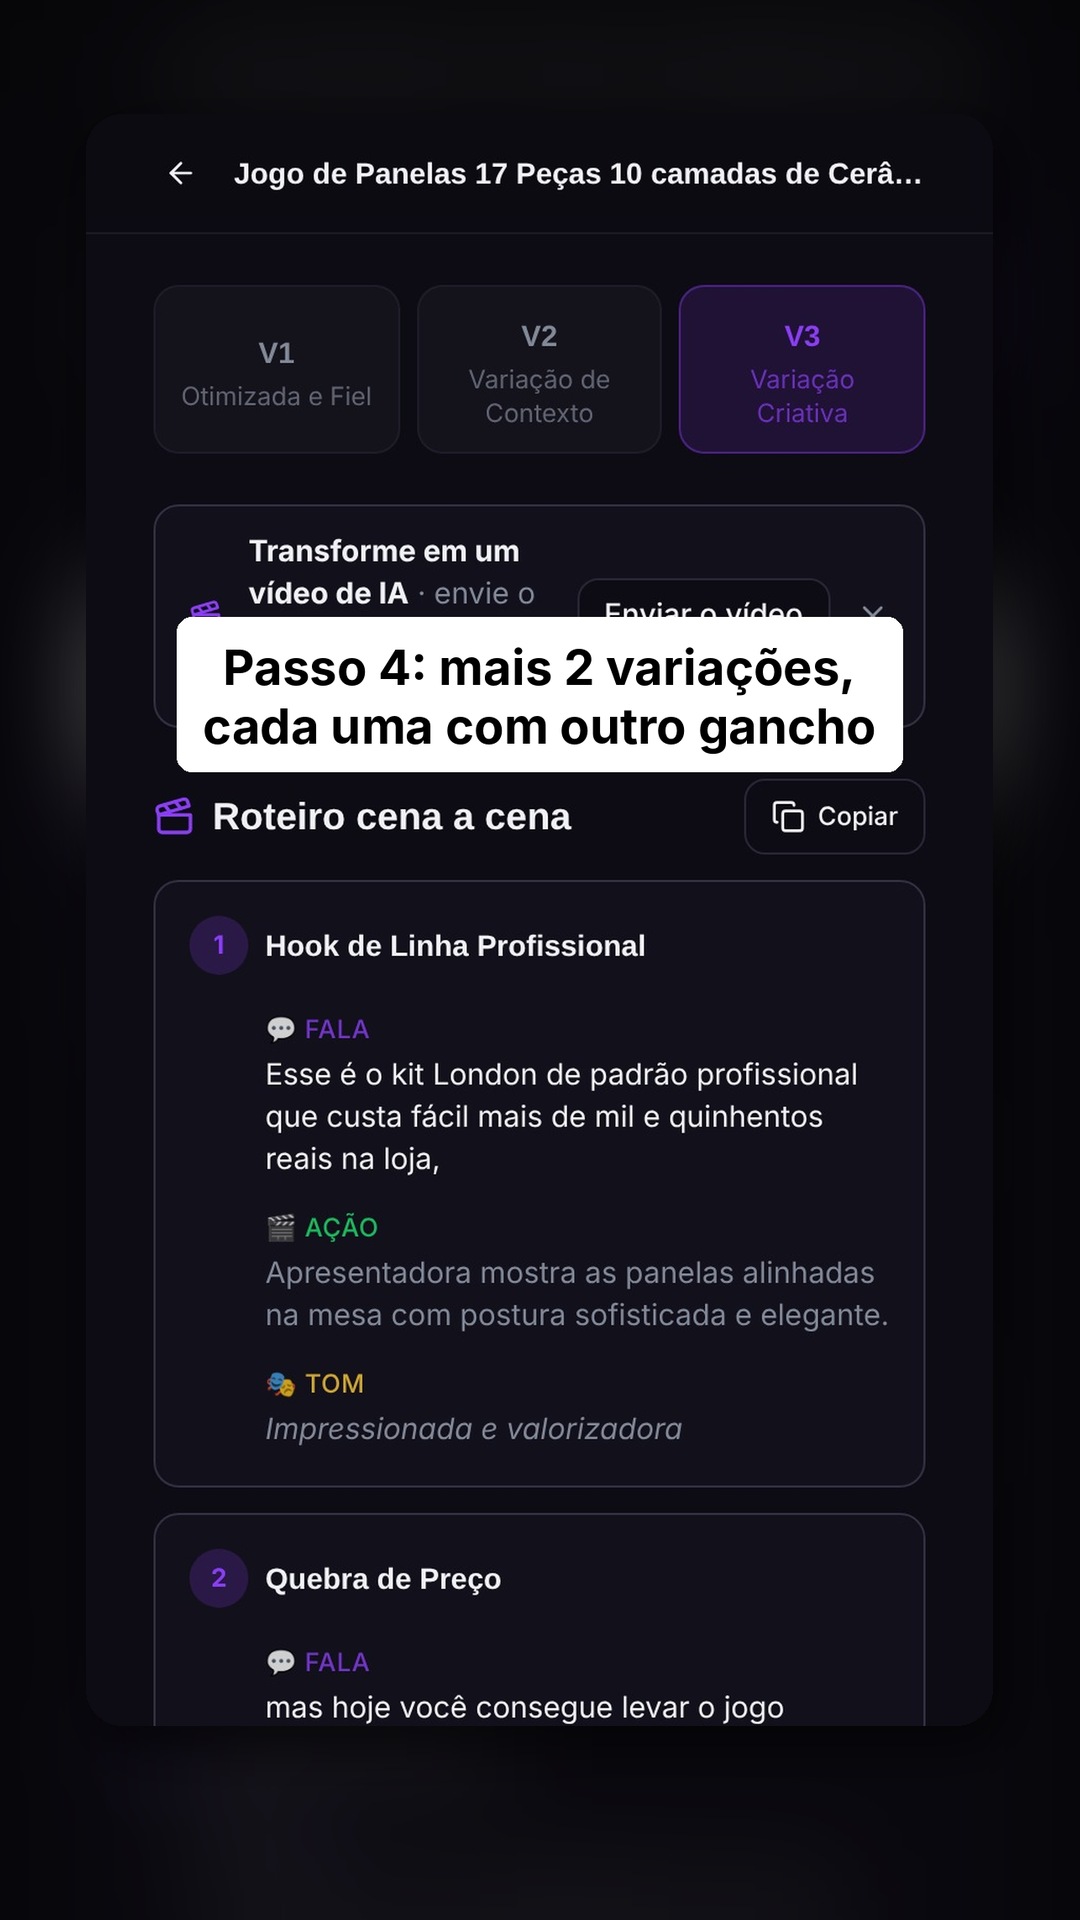 Jogo de Panelas 17 Peças 10 camadas de Cerâ...
V1
Otimizada e Fiel
V2
Variação de
Contexto
V3
Variação
Criativa
Transforme em um
vídeo de IA · envie o
Enviar o vídeo
Passo 4: mais 2 variações,
cada uma com outro gancho
Roteiro cena a cena
Copiar
1
Hook de Linha Profissional
FALA
Esse é o kit London de padrão profissional
que custa fácil mais de mil e quinhentos
reais na loja,
AÇÃO
Apresentadora mostra as panelas alinhadas
na mesa com postura sofisticada e elegante.
TOM
Impressionada e valorizadora
2
Quebra de Preço
FALA
mas hoje você consegue levar o jogo